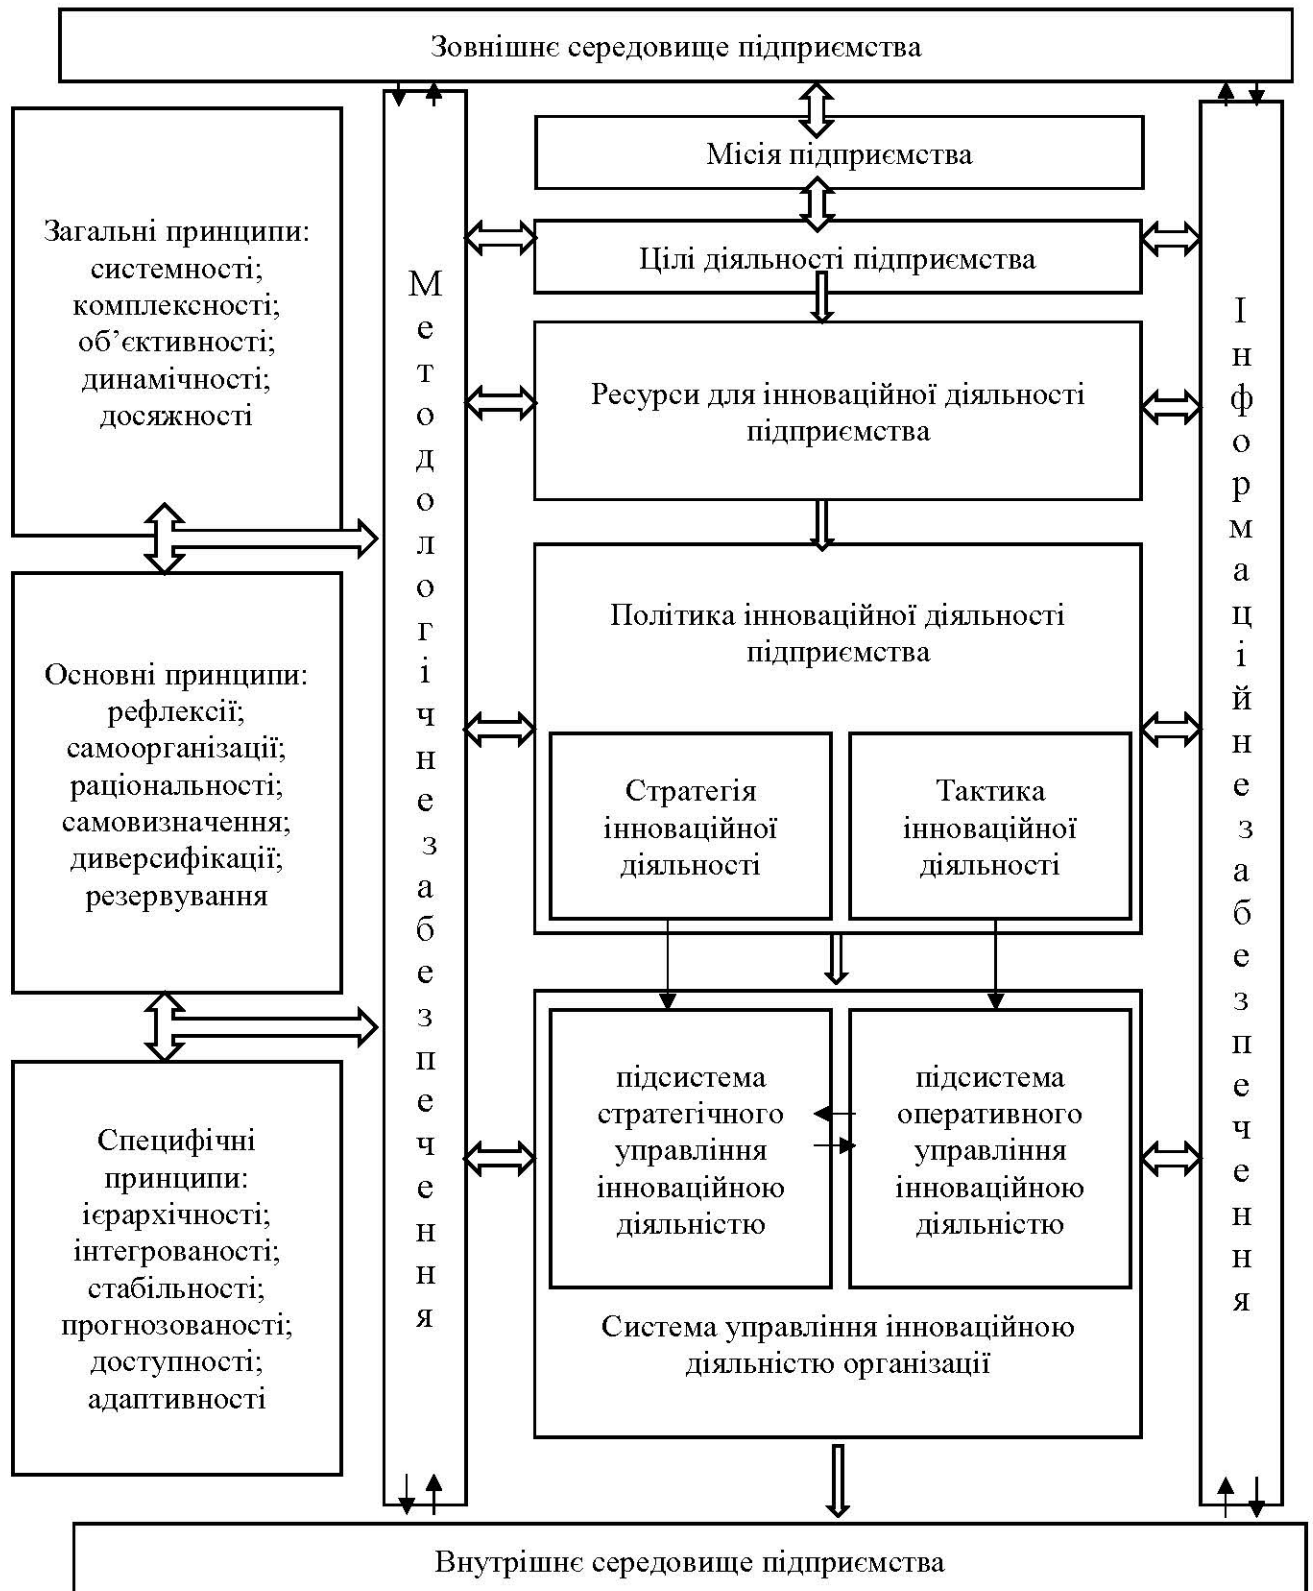 Зовнішнє середовище підприємства
Місія підприємства
Загальні принципи:
системності;
комплексності;
об’єктивності;
динамічності;
досяжності
Основні принципи:
рефлексії;
самоорганізації;
раціональності;
самовизначення;
диверсифікації;
резервування
Специфічні
принципи:
ієрархічності;
інтегрованості;
стабільності;
прогнозованості;
доступності;
адаптивності
Методологічне забезпечення
Цілі діяльності підприємства
Ресурси для інноваційної діяльності
підприємства
Політика інноваційної діяльності
підприємства
Стратегія
інноваційної
діяльності
Тактика
інноваційної
діяльності
підсистема
стратегічного
управління
інноваційною
діяльністю
підсистема
оперативного
управління
інноваційною
діяльністю
Система управління інноваційною
діяльністю організації
Інформаційне забезпечення
Внутрішнє середовище підприємства